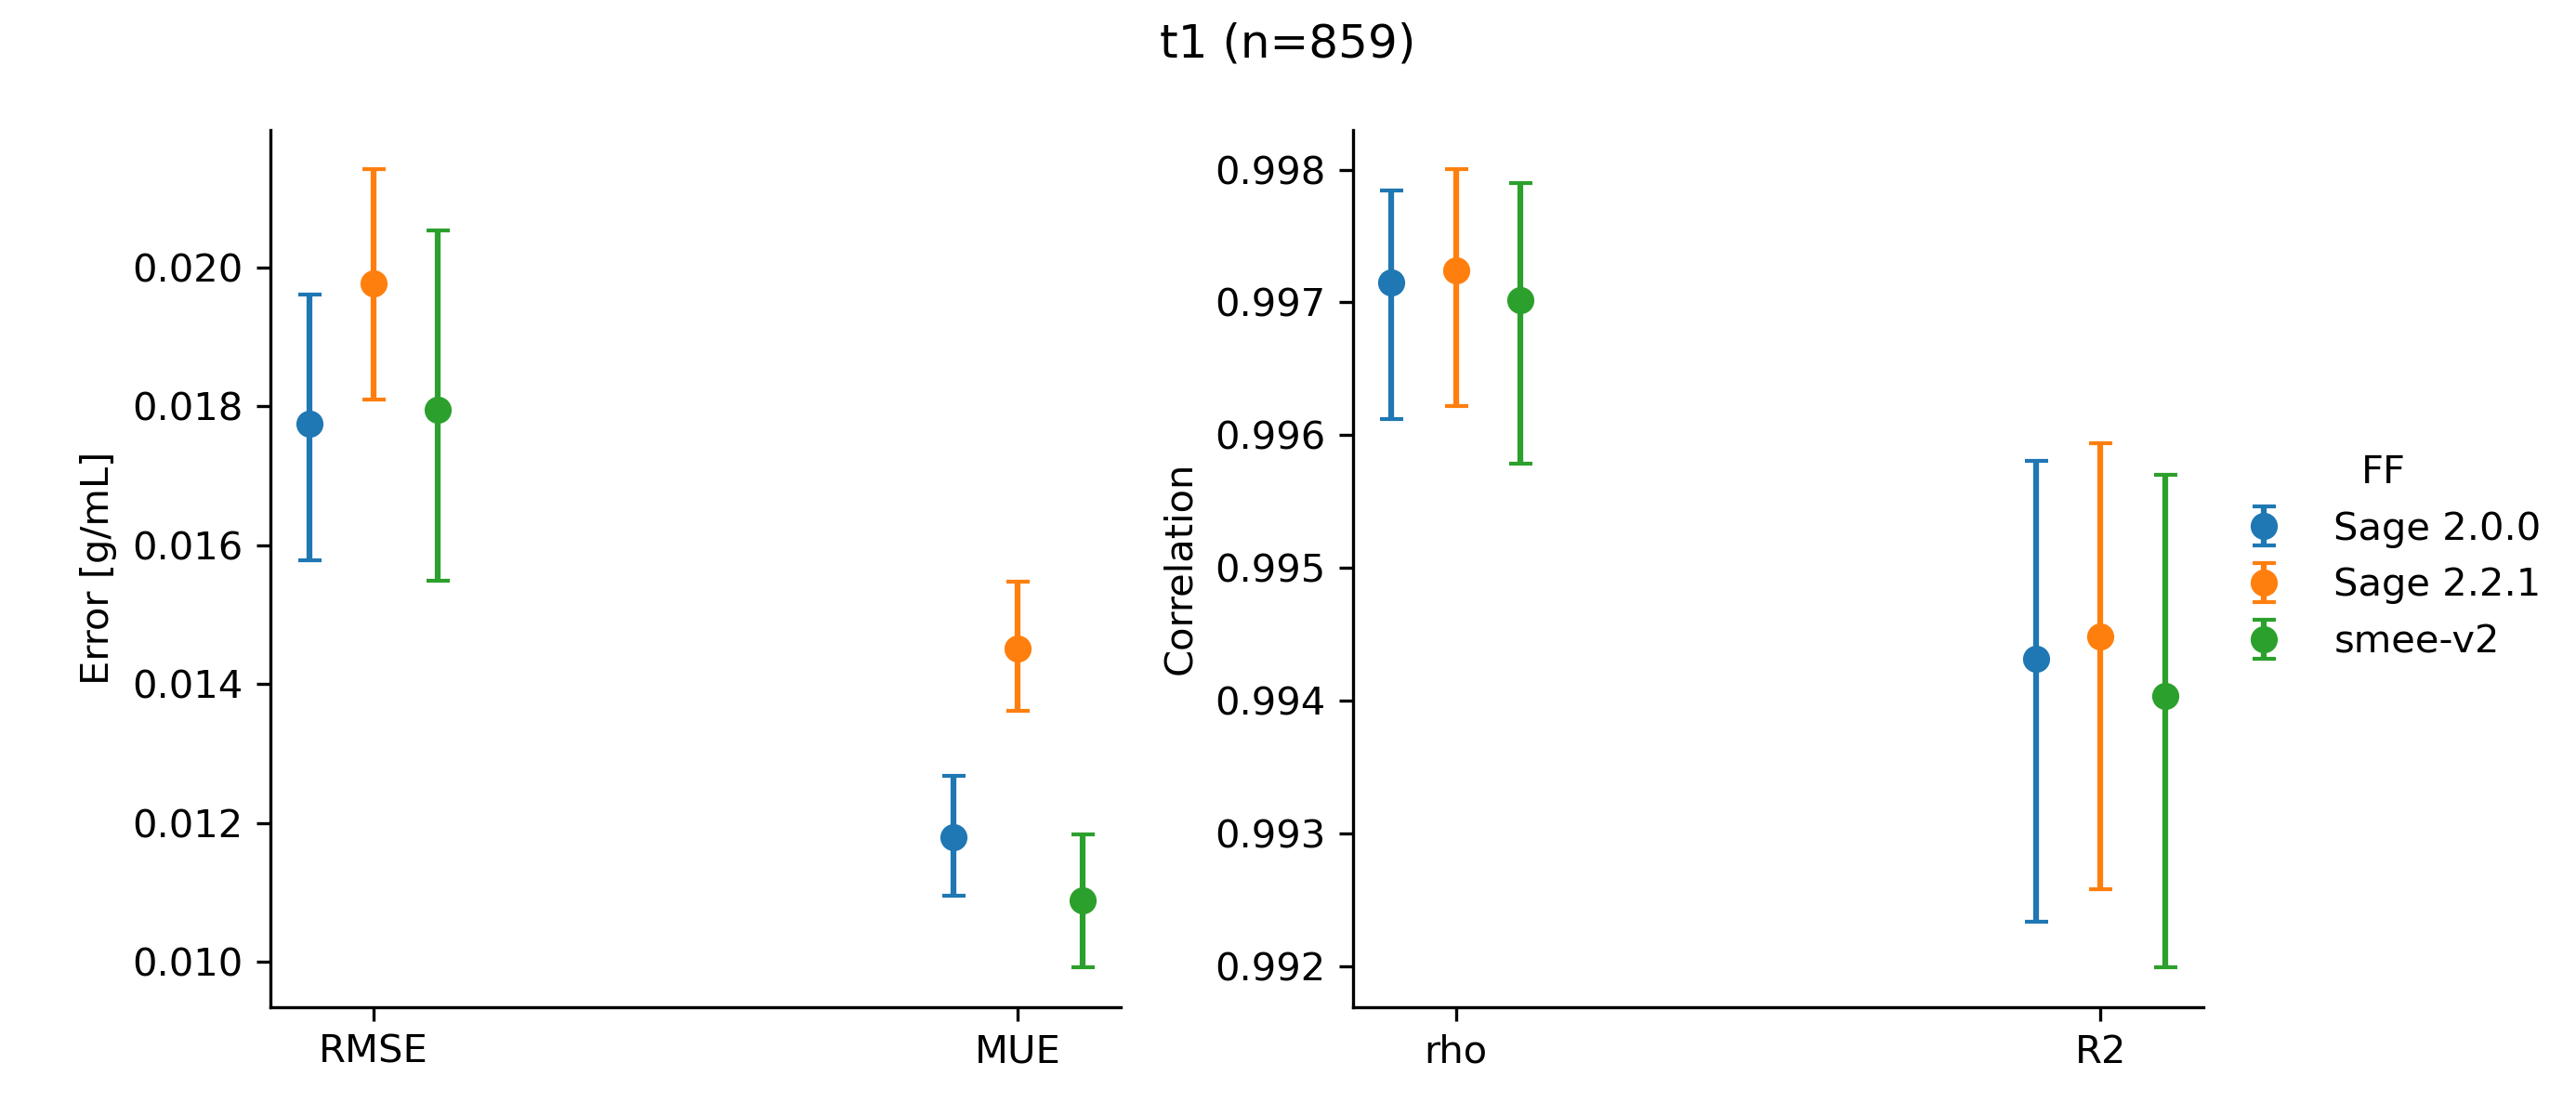 t1 (n=859)
Error [g/mL]
0.020
0.018
0.016
0.014
0.012
0.010
RMSE
MUE
Correlation
0.998
0.997
0.996
0.995
0.994
0.993
0.992
rho
R2
FF
Sage 2.0.0
Sage 2.2.1
smee-v2